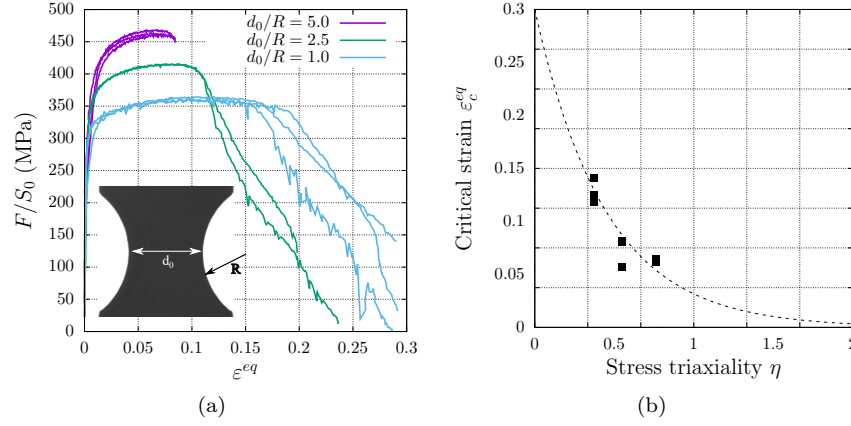 500
450
400
350
300
250
200
150
100
50
0
F/S₀ (MPa)
d₀/R = 5.0
d₀/R = 2.5
d₀/R = 1.0
d₀
R
0 0.05 0.1 0.15 0.2 0.25 0.3
ε^{eq}
(a)
0.3
0.25
0.2
0.15
0.1
0.05
0
Critical strain ε_c^{eq}
0 0.5 1 1.5 2
Stress triaxiality η
(b)